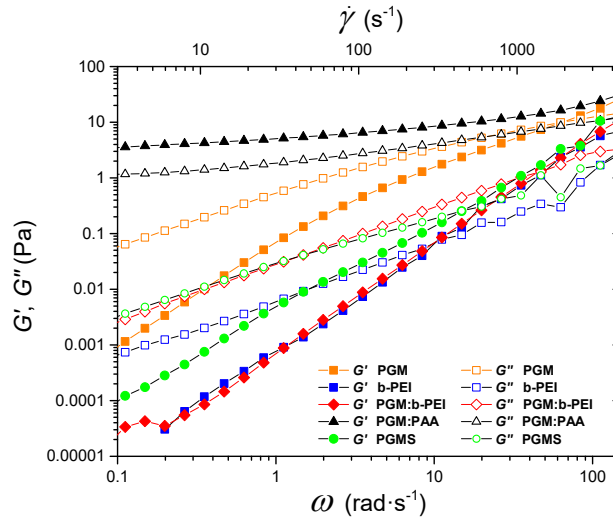 γ̇ (s⁻¹)
10 100 1000
100
10
1
0.1
0.01
0.001
0.0001
0.00001
G', G'' (Pa)
G' PGM G'' PGM
G' b-PEI G'' b-PEI
G' PGM:b-PEI G'' PGM:b-PEI
G' PGM:PAA G'' PGM:PAA
G' PGMS G'' PGMS
0.1 1 10 100
ω (rad·s⁻¹)